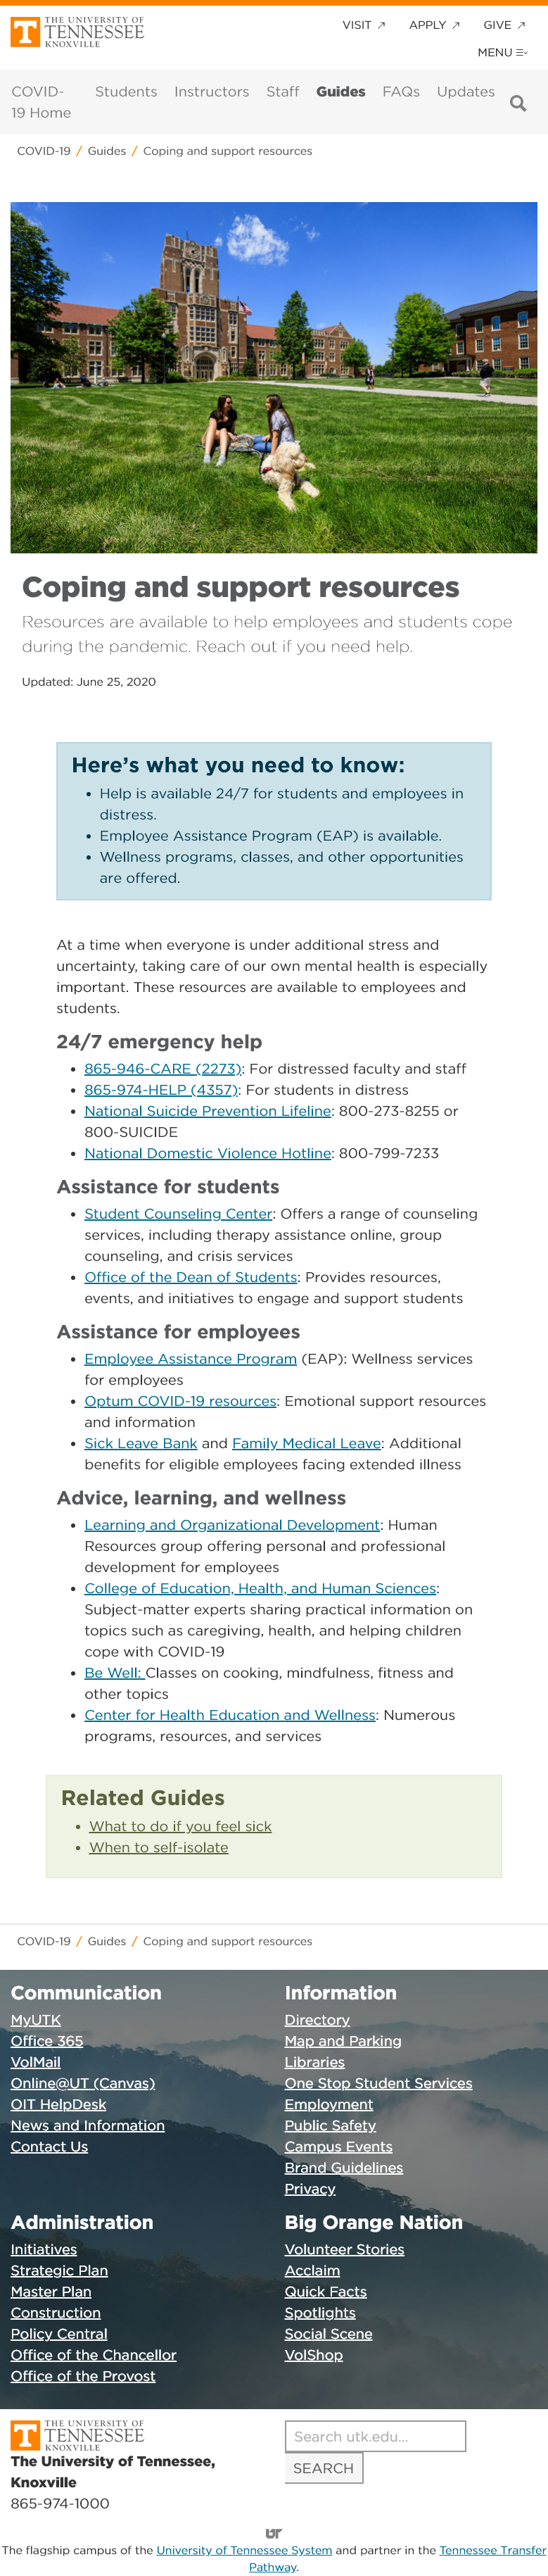 THE UNIVERSITY OF
TENNESSEE
KNOXVILLE
VISIT
APPLY
GIVE
MENU
COVID-
19 Home
Students
Instructors
Staff
Guides
FAQs
Updates
COVID-19 / Guides / Coping and support resources
Coping and support resources
Resources are available to help employees and students cope
during the pandemic. Reach out if you need help.
Updated: June 25, 2020
Here’s what you need to know:
• Help is available 24/7 for students and employees in
distress.
• Employee Assistance Program (EAP) is available.
• Wellness programs, classes, and other opportunities
are offered.
At a time when everyone is under additional stress and
uncertainty, taking care of our own mental health is especially
important. These resources are available to employees and
students.
24/7 emergency help
• 865-946-CARE (2273): For distressed faculty and staff
• 865-974-HELP (4357): For students in distress
• National Suicide Prevention Lifeline: 800-273-8255 or
800-SUICIDE
• National Domestic Violence Hotline: 800-799-7233
Assistance for students
• Student Counseling Center: Offers a range of counseling
services, including therapy assistance online, group
counseling, and crisis services
• Office of the Dean of Students: Provides resources,
events, and initiatives to engage and support students
Assistance for employees
• Employee Assistance Program (EAP): Wellness services
for employees
• Optum COVID-19 resources: Emotional support resources
and information
• Sick Leave Bank and Family Medical Leave: Additional
benefits for eligible employees facing extended illness
Advice, learning, and wellness
• Learning and Organizational Development: Human
Resources group offering personal and professional
development for employees
• College of Education, Health, and Human Sciences:
Subject-matter experts sharing practical information on
topics such as caregiving, health, and helping children
cope with COVID-19
• Be Well: Classes on cooking, mindfulness, fitness and
other topics
• Center for Health Education and Wellness: Numerous
programs, resources, and services
Related Guides
• What to do if you feel sick
• When to self-isolate
COVID-19 / Guides / Coping and support resources
Communication
MyUTK
Office 365
VolMail
Online@UT (Canvas)
OIT HelpDesk
News and Information
Contact Us
Information
Directory
Map and Parking
Libraries
One Stop Student Services
Employment
Public Safety
Campus Events
Brand Guidelines
Privacy
Administration
Initiatives
Strategic Plan
Master Plan
Construction
Policy Central
Office of the Chancellor
Office of the Provost
Big Orange Nation
Volunteer Stories
Acclaim
Quick Facts
Spotlights
Social Scene
VolShop
THE UNIVERSITY OF
TENNESSEE
KNOXVILLE
The University of Tennessee,
Knoxville
865-974-1000
Search utk.edu...
SEARCH
UT
The flagship campus of the University of Tennessee System and partner in the Tennessee Transfer
Pathway.